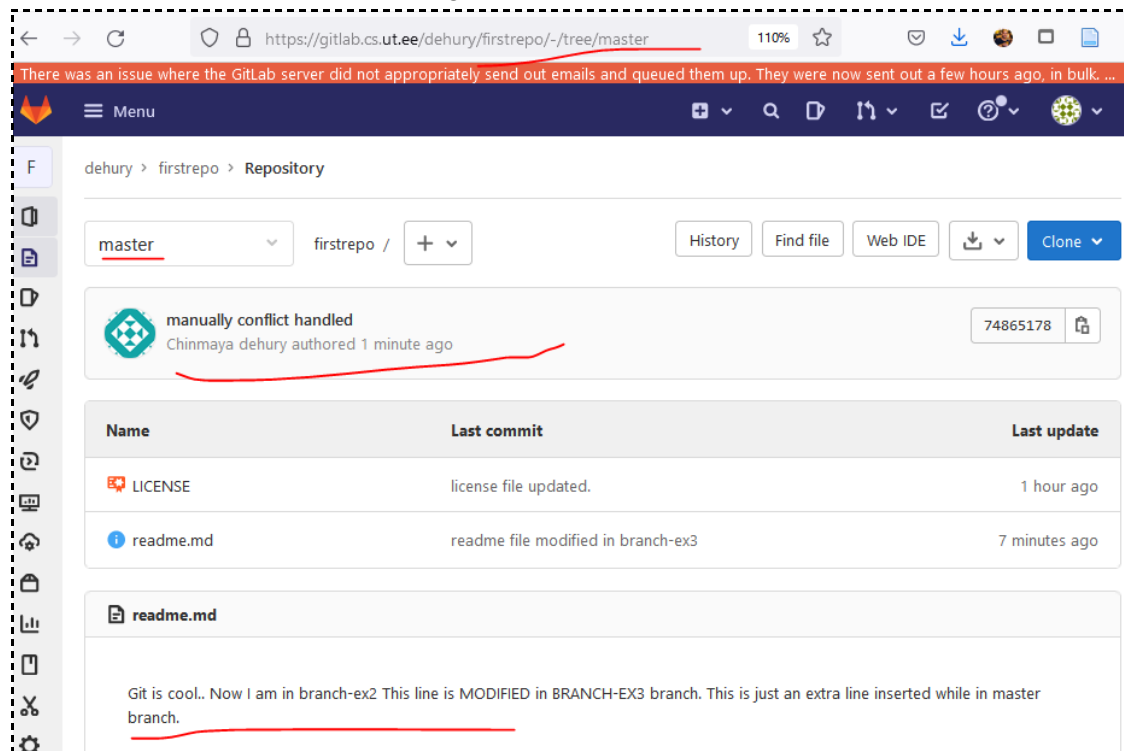 https://gitlab.cs.ut.ee/dehury/firstrepo/-/tree/master 110%
There was an issue where the GitLab server did not appropriately send out emails and queued them up. They were now sent out a few hours ago, in bulk. ...
Menu
F dehury > firstrepo > Repository
master firstrepo / + History Find file Web IDE Clone
manually conflict handled
Chinmaya dehury authored 1 minute ago
74865178
Name Last commit Last update
LICENSE license file updated. 1 hour ago
readme.md readme file modified in branch-ex3 7 minutes ago
readme.md
Git is cool.. Now I am in branch-ex2 This line is MODIFIED in BRANCH-EX3 branch. This is just an extra line inserted while in master
branch.